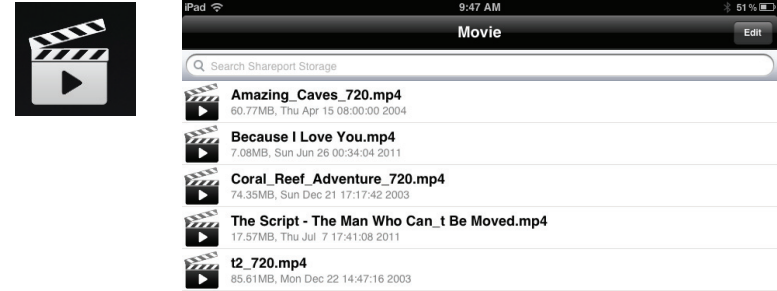 iPad 9:47 AM 51%
Movie Edit
Search Shareport Storage
Amazing_Caves_720.mp4
60.77MB, Thu Apr 15 08:00:00 2004
Because I Love You.mp4
7.08MB, Sun Jun 26 00:34:04 2011
Coral_Reef_Adventure_720.mp4
74.35MB, Sun Dec 21 17:17:42 2003
The Script - The Man Who Can_t Be Moved.mp4
17.57MB, Thu Jul 7 17:41:08 2011
t2_720.mp4
85.61MB, Mon Dec 22 14:47:16 2003